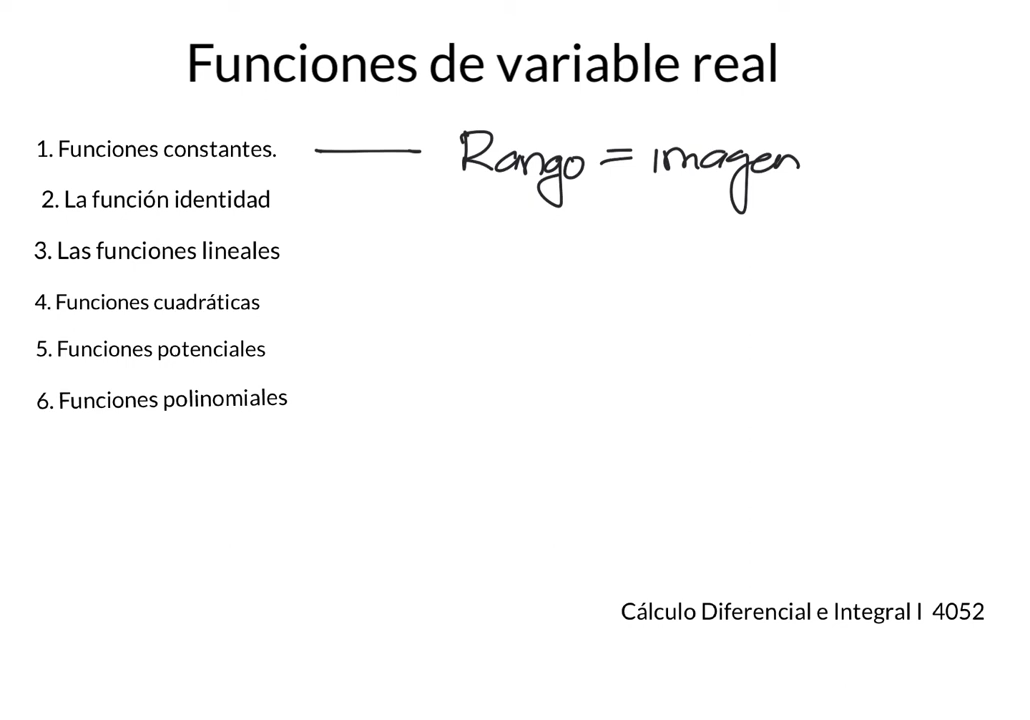 Funciones de variable real
1. Funciones constantes. Rango = imagen
2. La función identidad
3. Las funciones lineales
4. Funciones cuadráticas
5. Funciones potenciales
6. Funciones polinomiales
Cálculo Diferencial e Integral I 4052